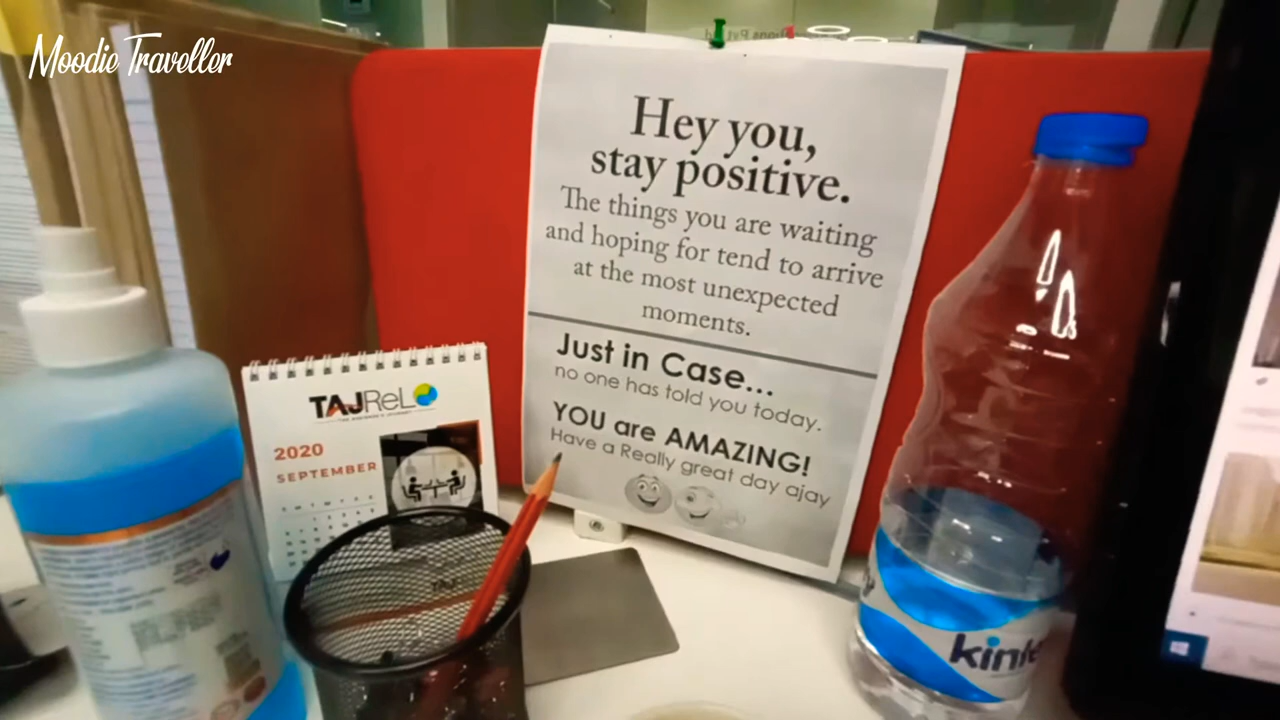 Moodie Traveller
Hey you,
stay positive.
The things you are waiting
and hoping for tend to arrive
at the most unexpected
moments.
Just in Case...
no one has told you today.
YOU are AMAZING!
Have a Really great day ajay
TAJReLO
2020
SEPTEMBER
kinle